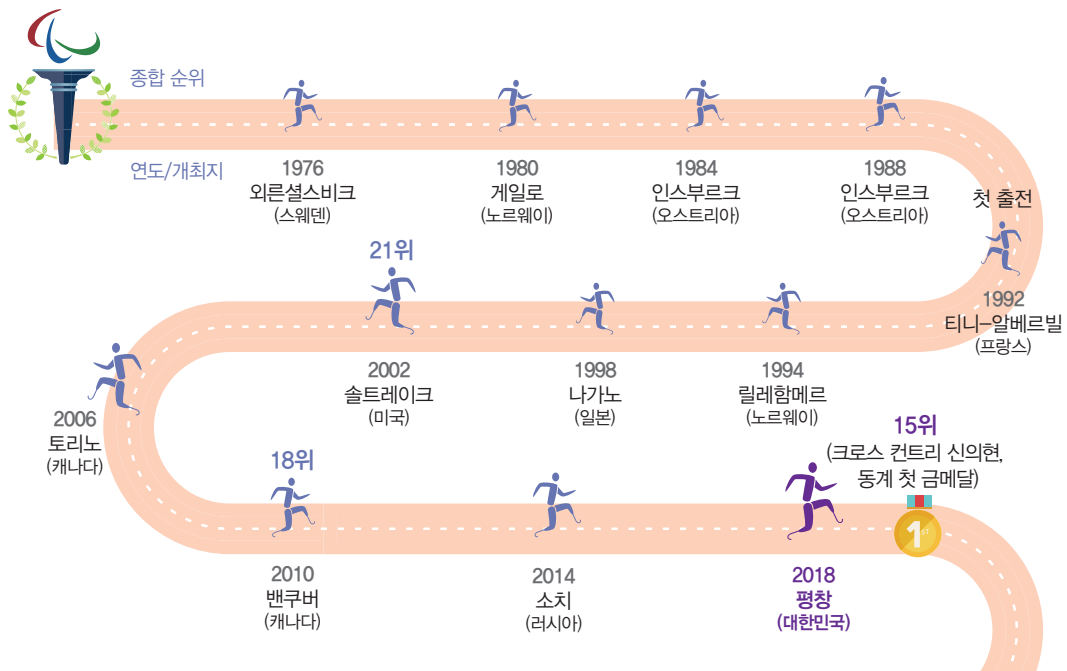 종합 순위
연도/개최지
1976
외른셜스비크
(스웨덴)
1980
게일로
(노르웨이)
1984
인스부르크
(오스트리아)
1988
인스부르크
(오스트리아)
첫 출전
1992
티니–알베르빌
(프랑스)
1994
릴레함메르
(노르웨이)
1998
나가노
(일본)
21위
2002
솔트레이크
(미국)
2006
토리노
(캐나다)
18위
2010
밴쿠버
(캐나다)
2014
소치
(러시아)
15위
(크로스 컨트리 신의현,
동계 첫 금메달)
1ST
2018
평창
(대한민국)